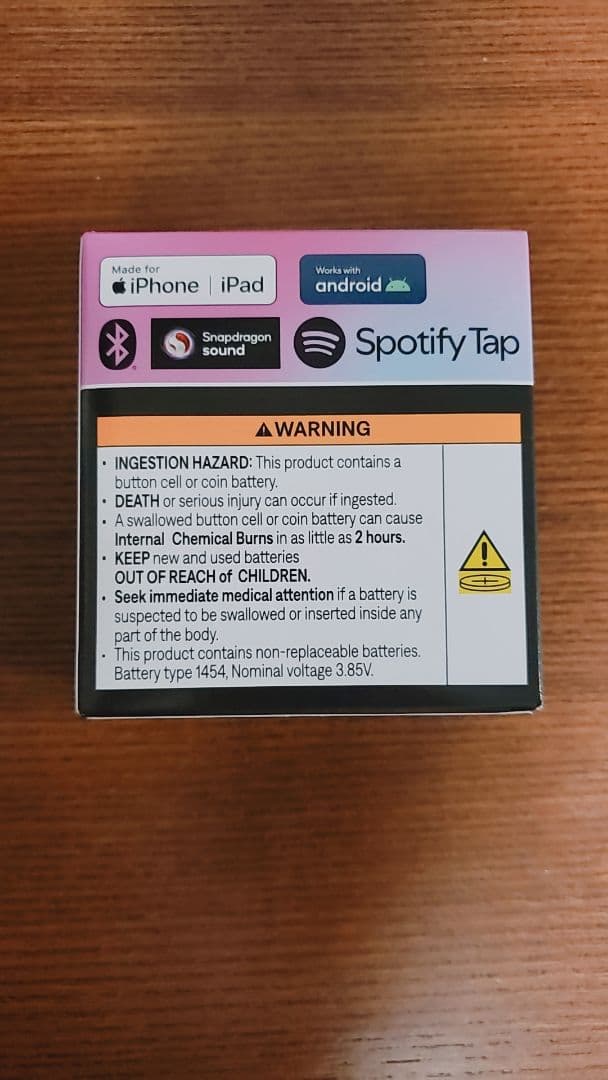 Made for
iPhone | iPad
Works with
android
Snapdragon
sound
Spotify Tap
WARNING
• INGESTION HAZARD: This product contains a
button cell or coin battery.
• DEATH or serious injury can occur if ingested.
• A swallowed button cell or coin battery can cause
Internal Chemical Burns in as little as 2 hours.
• KEEP new and used batteries
OUT OF REACH of CHILDREN.
• Seek immediate medical attention if a battery is
suspected to be swallowed or inserted inside any
part of the body.
• This product contains non-replaceable batteries.
Battery type 1454, Nominal voltage 3.85V.